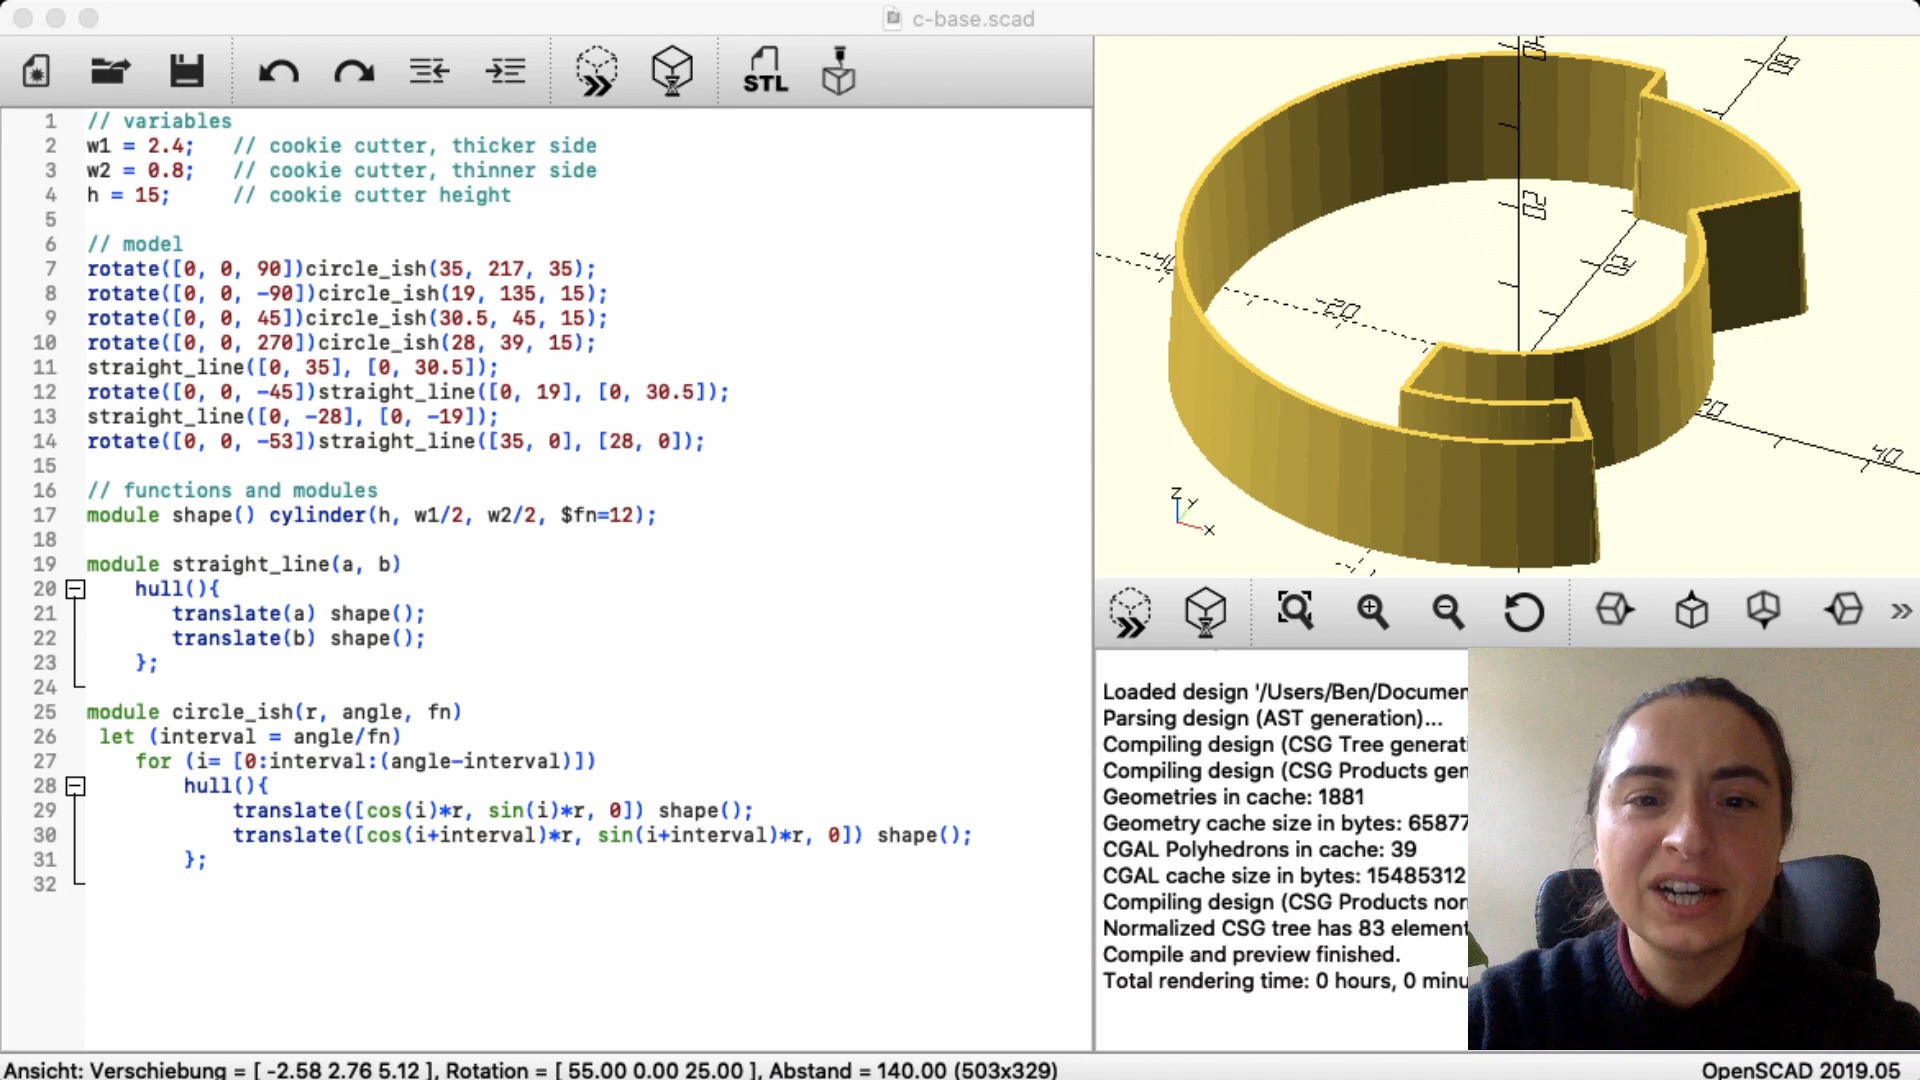 c-base.scad
STL
1 // variables
2 w1 = 2.4; // cookie cutter, thicker side
3 w2 = 0.8; // cookie cutter, thinner side
4 h = 15; // cookie cutter height
5
6 // model
7 rotate([0, 0, 90])circle_ish(35, 217, 35);
8 rotate([0, 0, -90])circle_ish(19, 135, 15);
9 rotate([0, 0, 45])circle_ish(30.5, 45, 15);
10 rotate([0, 0, 270])circle_ish(28, 39, 15);
11 straight_line([0, 35], [0, 30.5]);
12 rotate([0, 0, -45])straight_line([0, 19], [0, 30.5]);
13 straight_line([0, -28], [0, -19]);
14 rotate([0, 0, -53])straight_line([35, 0], [28, 0]);
15
16 // functions and modules
17 module shape() cylinder(h, w1/2, w2/2, $fn=12);
18
19 module straight_line(a, b)
20 hull(){
21 translate(a) shape();
22 translate(b) shape();
23 };
24
25 module circle_ish(r, angle, fn)
26 let (interval = angle/fn)
27 for (i= [0:interval:(angle-interval)])
28 hull(){
29 translate([cos(i)*r, sin(i)*r, 0]) shape();
30 translate([cos(i+interval)*r, sin(i+interval)*r, 0]) shape();
31 };
32
40
20
-40
-20
20
40
z
y
x
Loaded design '/Users/Ben/Documen
Parsing design (AST generation)...
Compiling design (CSG Tree generati
Compiling design (CSG Products gen
Geometries in cache: 1881
Geometry cache size in bytes: 65877
CGAL Polyhedrons in cache: 39
CGAL cache size in bytes: 15485312
Compiling design (CSG Products nor
Normalized CSG tree has 83 element
Compile and preview finished.
Total rendering time: 0 hours, 0 minu
Ansicht: Verschiebung = [ -2.58 2.76 5.12 ], Rotation = [ 55.00 0.00 25.00 ], Abstand = 140.00 (503x329)
OpenSCAD 2019.05